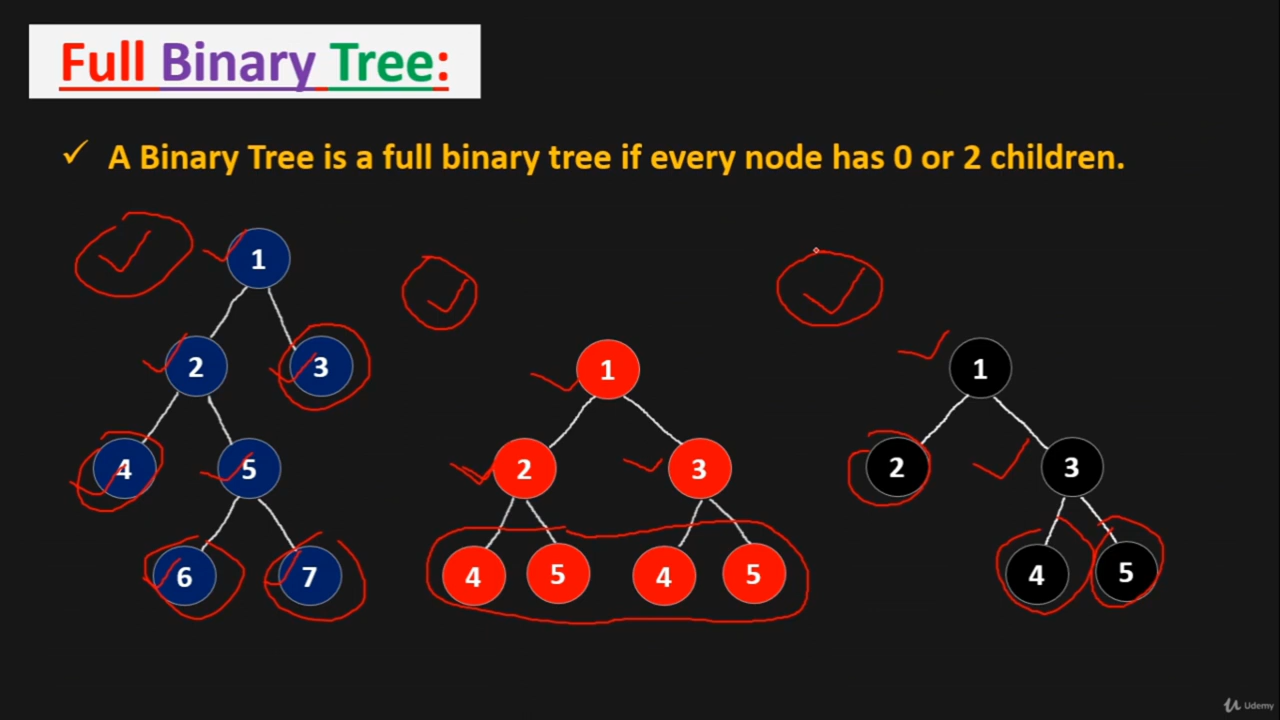 Full Binary Tree:
✓ A Binary Tree is a full binary tree if every node has 0 or 2 children.
1
2 3
4 5
6 7
1
2 3
4 5 4 5
1
2 3
4 5
Udemy